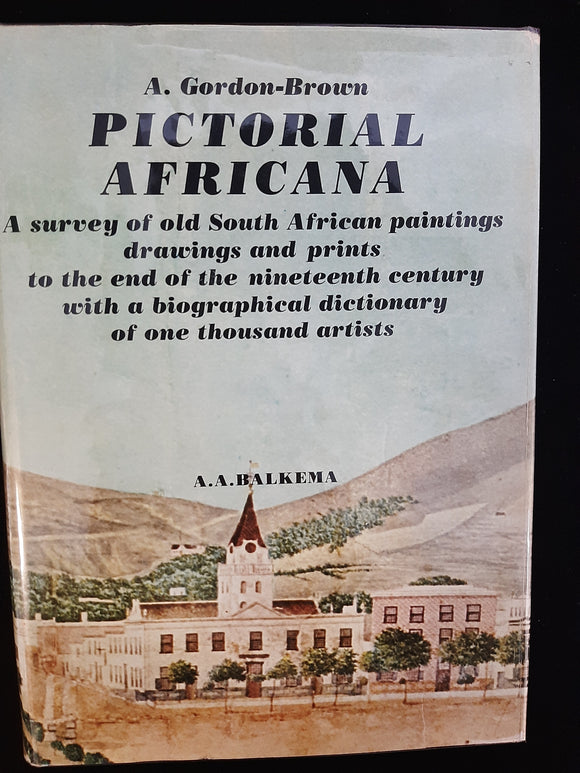 A. Gordon-Brown
PICTORIAL
AFRICANA
A survey of old South African paintings
drawings and prints
to the end of the nineteenth century
with a biographical dictionary
of one thousand artists
A.A.BALKEMA